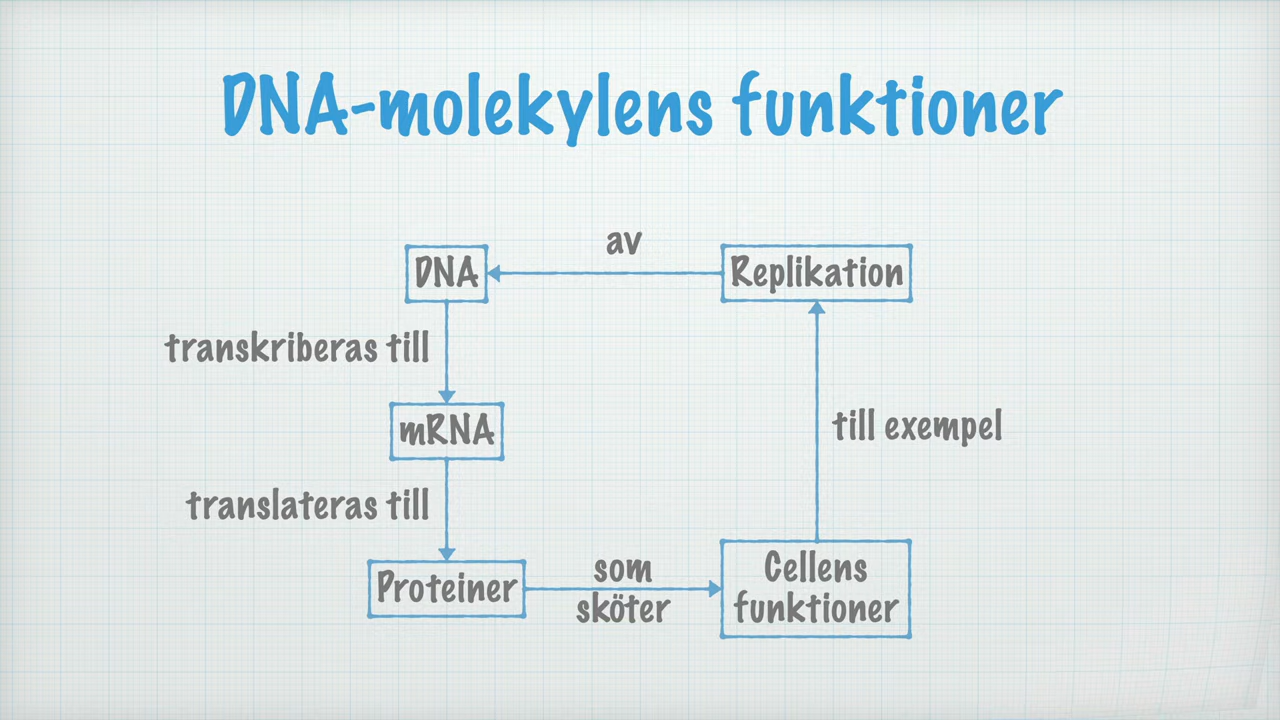 DNA-molekylens funktioner
av
DNA
Replikation
transkriberas till
mRNA
till exempel
translateras till
Proteiner
som
sköter
Cellens
funktioner